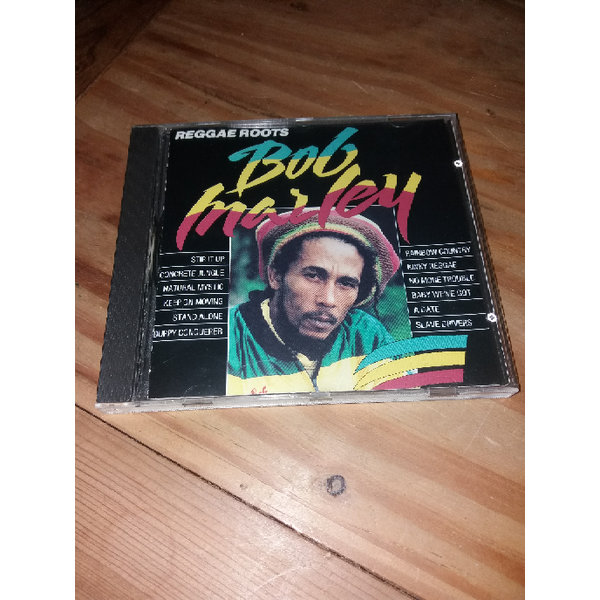 REGGAE ROOTS
Bob
Marley
STIR IT UP
CONCRETE JUNGLE
NATURAL MYSTIC
KEEP ON MOVING
STAND ALONE
DUPPY CONQUERER
RAINBOW COUNTRY
KINKY REGGAE
NO MORE TROUBLE
BABY WE'VE GOT
A DATE
SLAVE DRIVERS